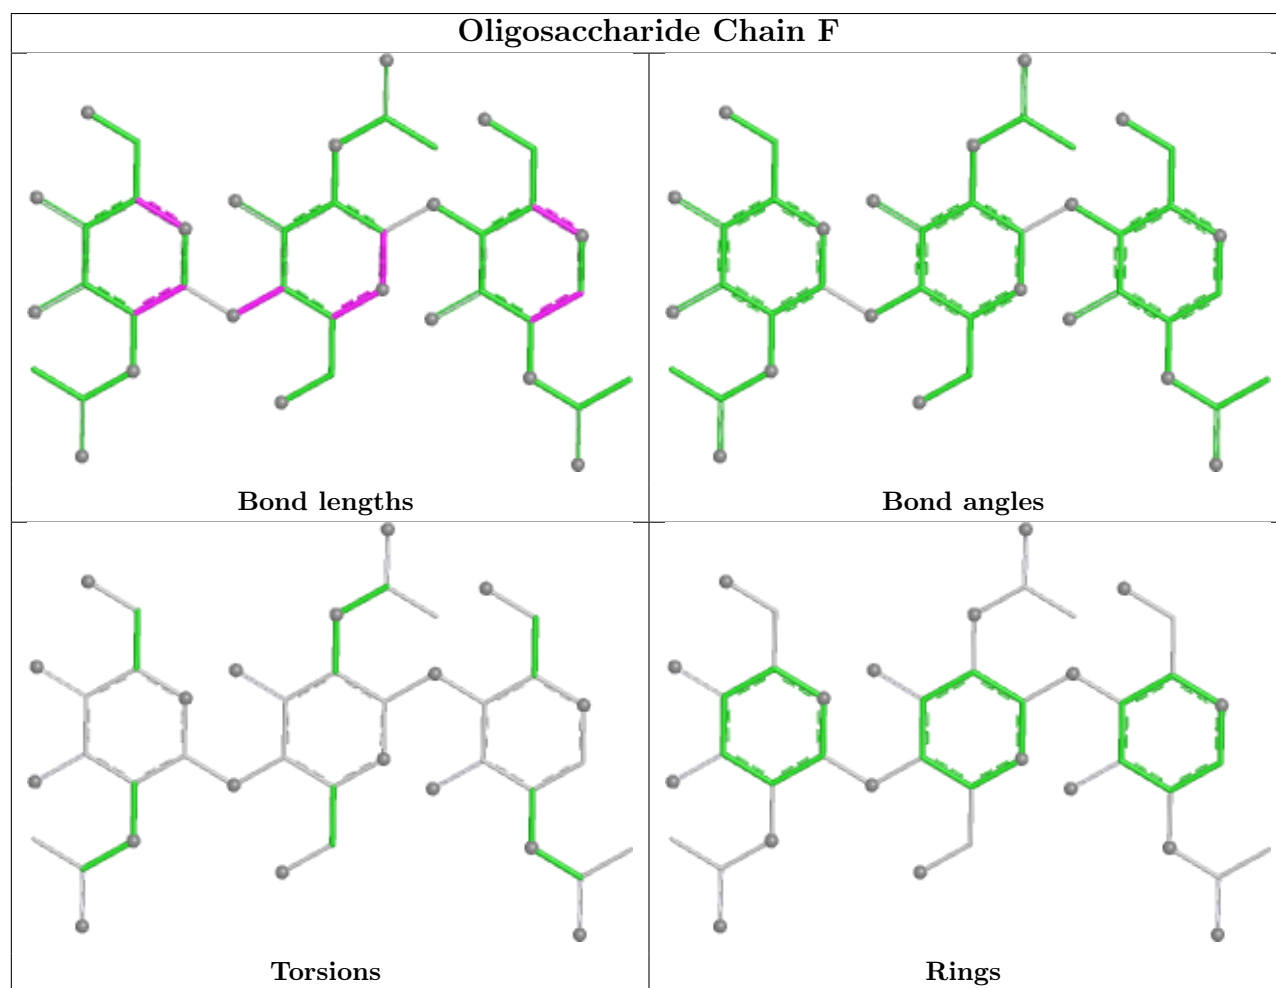 Oligosaccharide Chain F
Bond lengths
Bond angles
Torsions
Rings